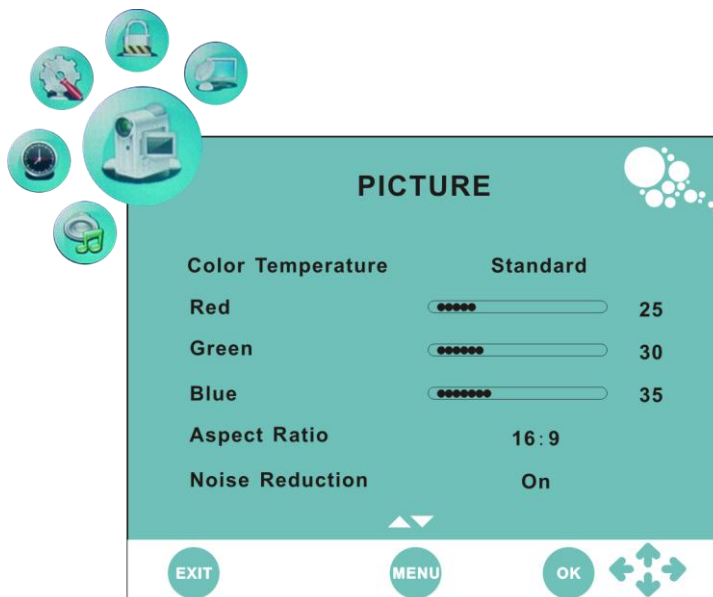 PICTURE
Color Temperature Standard
Red 25
Green 30
Blue 35
Aspect Ratio 16:9
Noise Reduction On
EXIT MENU OK